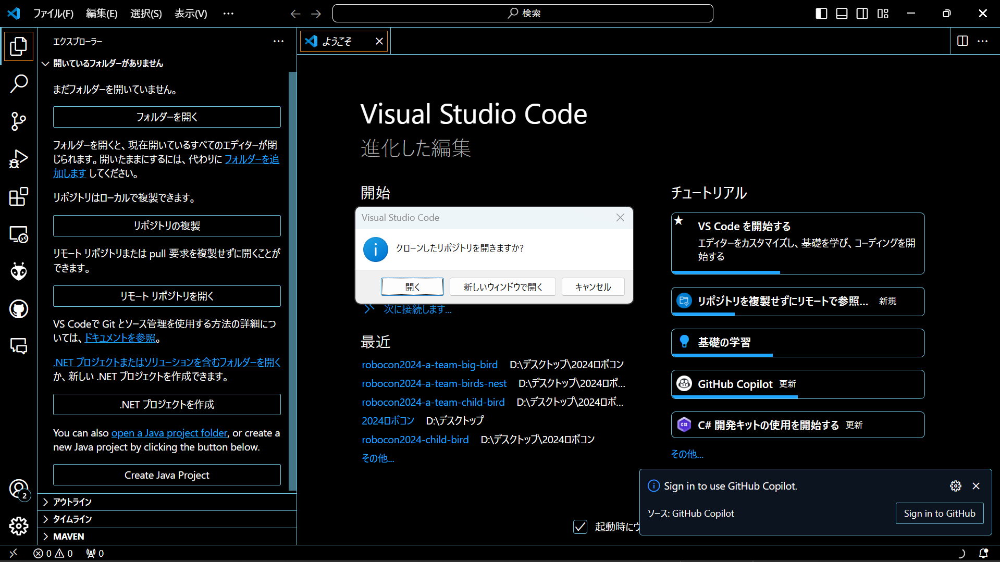 ファイル(F) 編集(E) 選択(S) 表示(V) ···
検索
エクスプローラー
開いているフォルダーがありません
まだフォルダーを開いていません。
フォルダーを開く
フォルダーを開くと、現在開いているすべてのエディターが閉
じられます。開いたままにするには、代わりに フォルダーを追
加します してください。
リポジトリはローカルで複製できます。
リポジトリの複製
リモート リポジトリまたは pull 要求を複製せずに開くことが
できます。
リモート リポジトリを開く
VS Codeで Git とソース管理を使用する方法の詳細につ
いては、ドキュメントを参照。
.NET プロジェクトまたはソリューションを含むフォルダーを開く
か、新しい .NET プロジェクトを作成できます。
.NET プロジェクトを作成
You can also open a Java project folder, or create a
new Java project by clicking the button below.
Create Java Project
アウトライン
タイムライン
MAVEN
2
ようこそ
Visual Studio Code
進化した編集
開始
Visual Studio Code
クローンしたリポジトリを開きますか?
開く
新しいウィンドウで開く
キャンセル
次に接続します...
最近
robocon2024-a-team-big-bird D:\デスクトップ\2024ロボコン
robocon2024-a-team-birds-nest D:\デスクトップ\2024ロボ...
robocon2024-a-team-child-bird D:\デスクトップ\2024ロボ...
2024ロボコン D:\デスクトップ
robocon2024-child-bird D:\デスクトップ\2024ロボコン
その他...
チュートリアル
VS Code を開始する
エディターをカスタマイズし、基礎を学び、コーディングを開
始する
リポジトリを複製せずにリモートで参照... 新規
基礎の学習
GitHub Copilot 更新
C# 開発キットの使用を開始する 更新
その他...
起動時にウ
Sign in to use GitHub Copilot.
ソース: GitHub Copilot
Sign in to GitHub
0 0 0